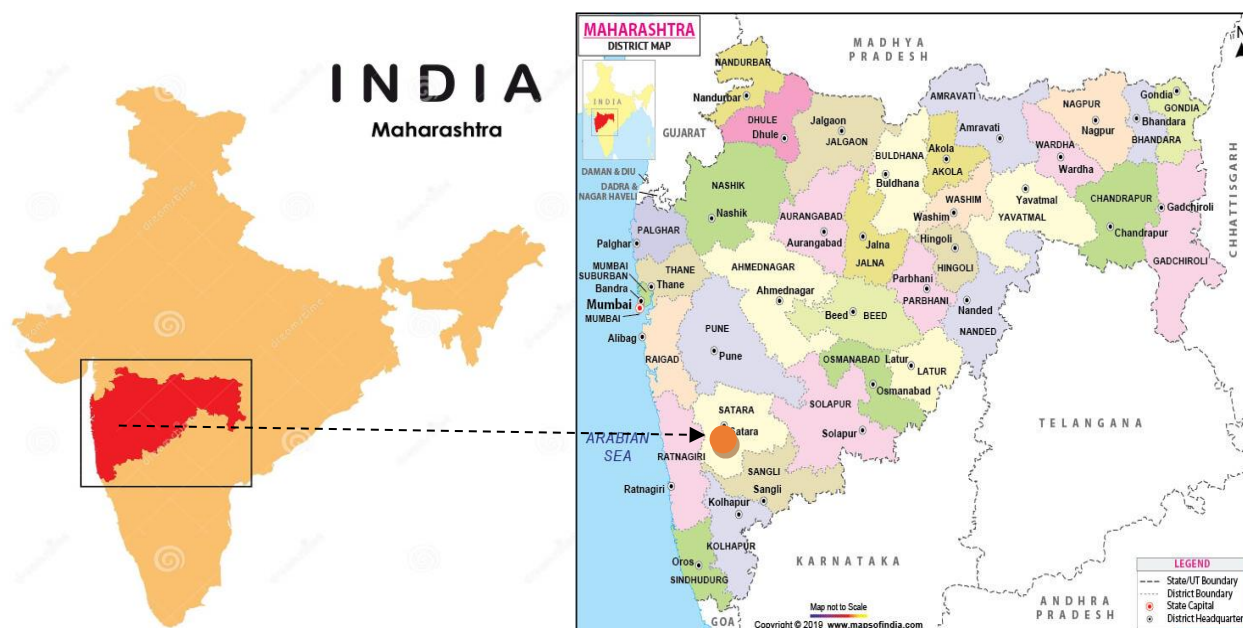 INDIA
Maharashtra
MAHARASHTRA
DISTRICT MAP
INDIA
N
MADHYA
PRADESH
GUJARAT
NANDURBAR
Nandurbar
DHULE
Dhule
Jalgaon
JALGAON
BULDHANA
Buldhana
Akola
AKOLA
AMRAVATI
Amravati
NAGPUR
Nagpur
WARDHA
Wardha
Bhandara
BHANDARA
Gondia
GONDIA
CHHATTISGARH
DAMAN & DIU
DADRA &
NAGAR HAVELI
NASHIK
Nashik
AURANGABAD
Aurangabad
Jalna
JALNA
WASHIM
Washim
Yavatmal
YAVATMAL
CHANDRAPUR
Chandrapur
Gadchiroli
GADCHIROLI
Hingoli
HINGOLI
Parbhani
PARBHANI
Nanded
NANDED
PALGHAR
Palghar
THANE
Thane
MUMBAI
SUBURBAN
Bandra
Mumbai
MUMBAI
Alibag
RAIGAD
AHMEDNAGAR
Ahmednagar
PUNE
Pune
Beed
BEED
OSMANABAD
Osmanabad
Latur
LATUR
SOLAPUR
Solapur
SATARA
Satara
ARABIAN
SEA
RATNAGIRI
Ratnagiri
SANGLI
Sangli
Kolhapur
KOLHAPUR
Oros
SINDHUDURG
GOA
KARNATAKA
TELANGANA
ANDHRA
PRADESH
LEGEND
State/UT Boundary
District Boundary
State Capital
District Headquarter
Map not to Scale
Copyright © 2019 www.mapsofindia.com